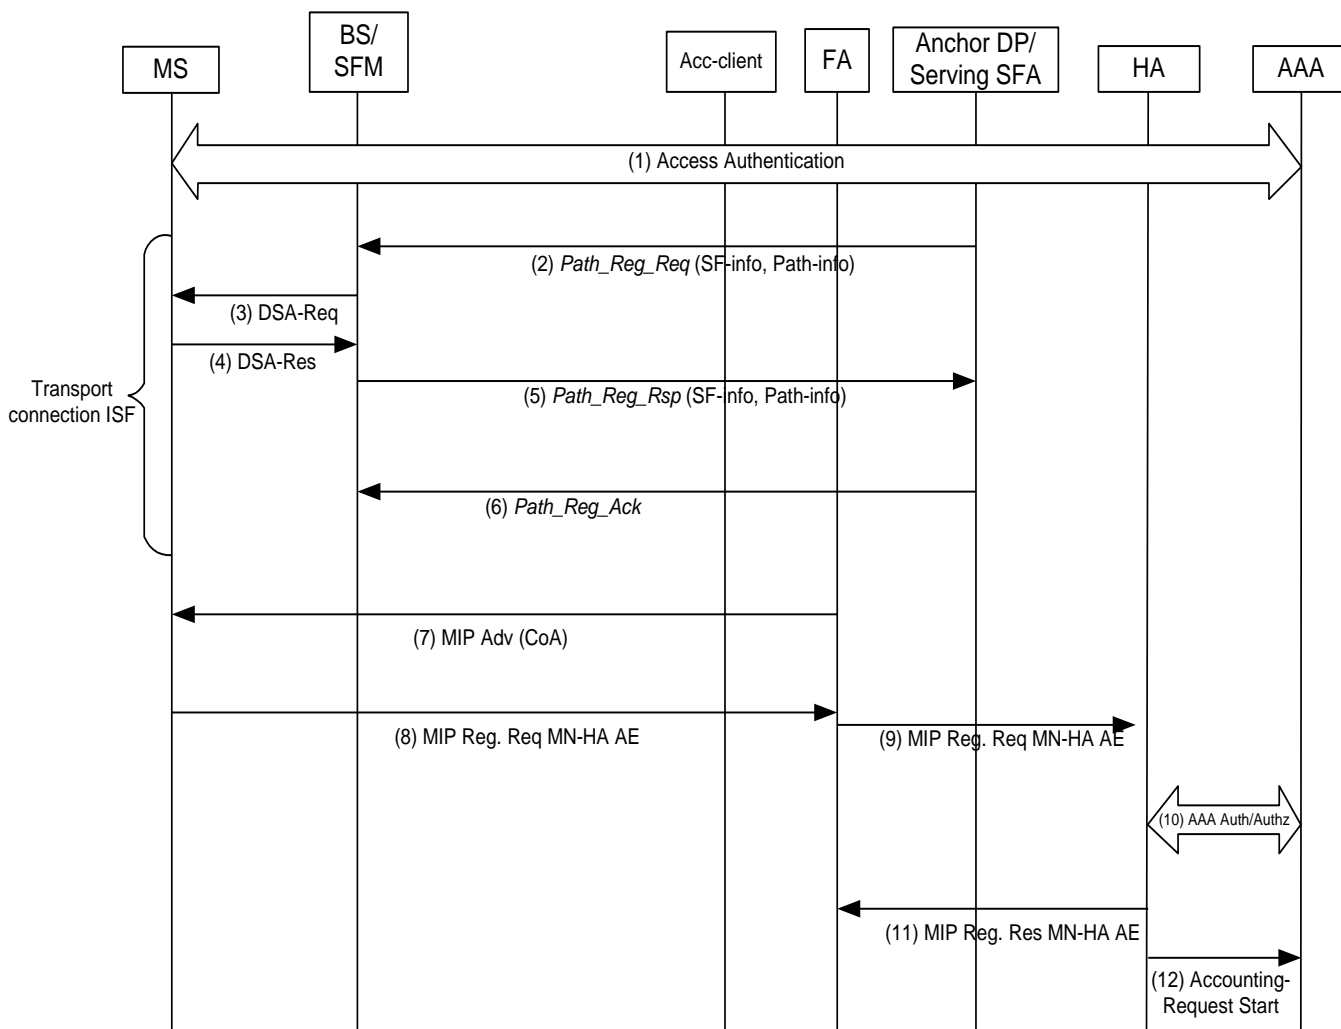 MS
BS/
SFM
Acc-client
FA
Anchor DP/
Serving SFA
HA
AAA
(1) Access Authentication
(2) Path_Reg_Req (SF-info, Path-info)
(3) DSA-Req
(4) DSA-Res
Transport
connection ISF
(5) Path_Reg_Rsp (SF-info, Path-info)
(6) Path_Reg_Ack
(7) MIP Adv (CoA)
(8) MIP Reg. Req MN-HA AE
(9) MIP Reg. Req MN-HA AE
(10) AAA Auth/Authz
(11) MIP Reg. Res MN-HA AE
(12) Accounting-
Request Start